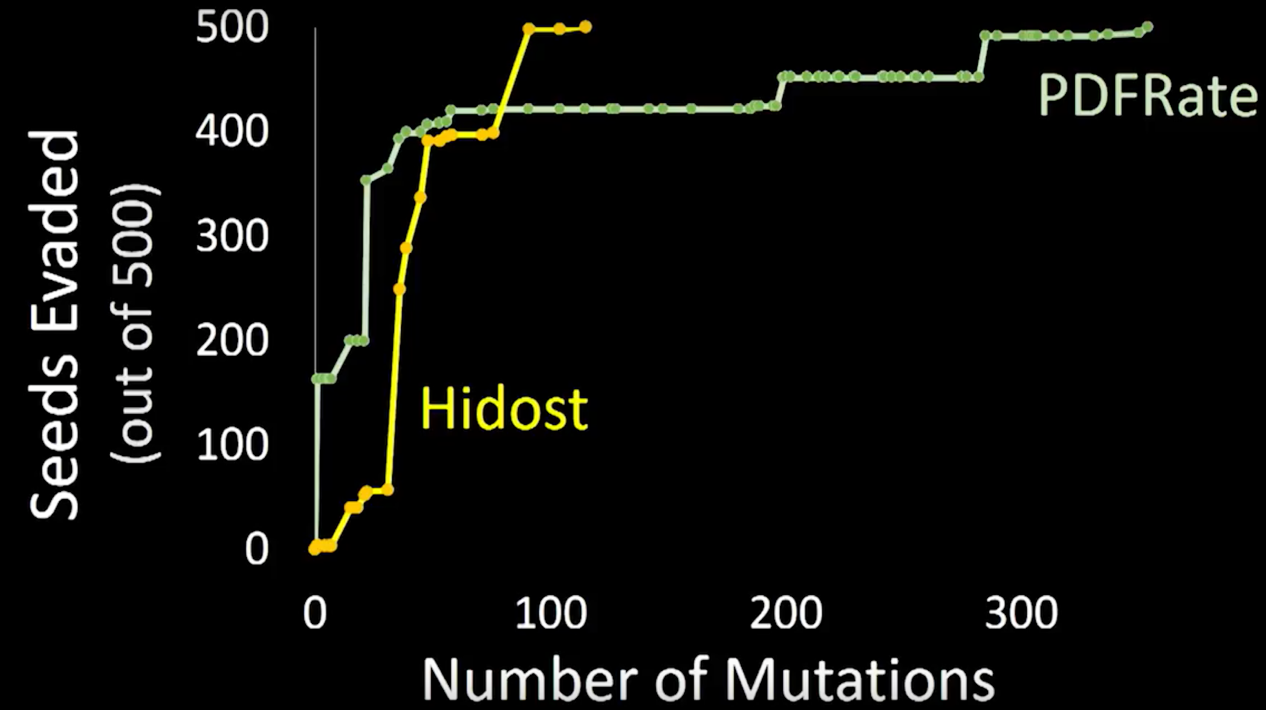 500
400
300
200
100
0
Seeds Evaded
(out of 500)
PDFRate
Hidost
0 100 200 300
Number of Mutations